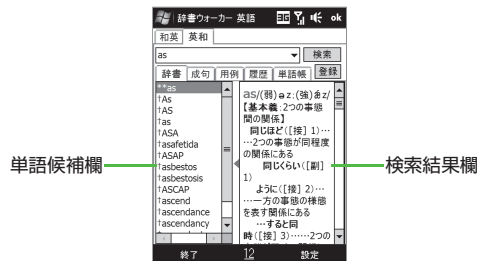 辞書ウォーカー 英語 3G ok
和英 英和
as 検索
辞書 成句 用例 履歴 単語帳 登録
**as
†As
†AS
†as
†ASA
†asafetida
†ASAP
†asbestos
†asbestosis
†ASCAP
†ascend
†ascendance
†ascendancy
as/(弱)əz;(強)ǽz/
【基本義:2つの事態
間の関係】
同じほど([接] 1)…
…2つの事態が同程度
の関係にある
同じくらい([副]
1)
ように([接] 2)…
…一方の事態の様態
を表す関係にある
…すると同
時([接] 3)……2つの
単語候補欄
検索結果欄
終了 12 設定